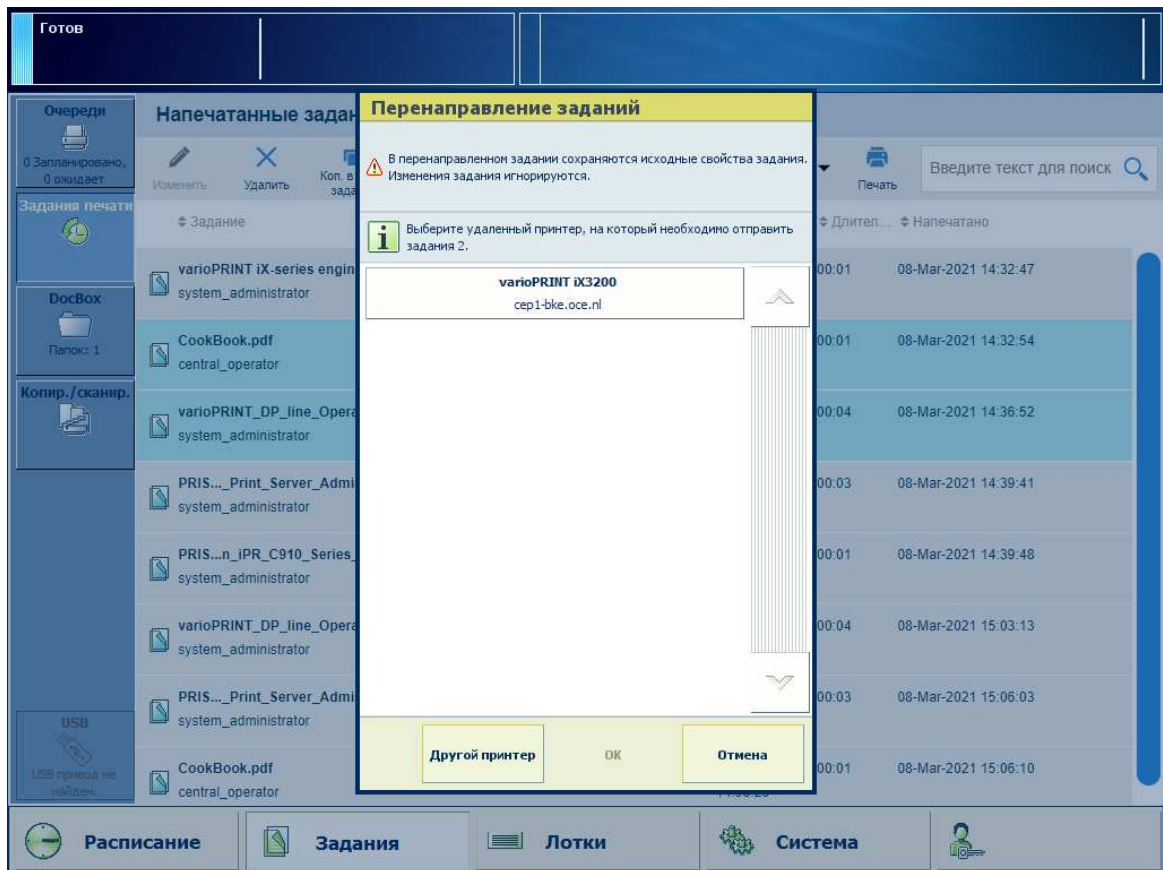 Готов
Очереди
0 Запланировано,
0 ожидает
Задания печати
DocBox
Папок: 1
Копир./сканир.
USB
USB привод не
найден.
Напечатанные задан
Изменить
Удалить
Коп. в
зада
Печать
Введите текст для поиск
Задание
Длител...
Напечатано
varioPRINT iX-series engin
system_administrator
00:01
08-Mar-2021 14:32:47
CookBook.pdf
central_operator
00:01
08-Mar-2021 14:32:54
varioPRINT_DP_line_Opera
system_administrator
00:04
08-Mar-2021 14:36:52
PRIS..._Print_Server_Admi
system_administrator
00:03
08-Mar-2021 14:39:41
PRIS...n_iPR_C910_Series_
system_administrator
00:01
08-Mar-2021 14:39:48
varioPRINT_DP_line_Opera
system_administrator
00:04
08-Mar-2021 15:03:13
PRIS..._Print_Server_Admi
system_administrator
00:03
08-Mar-2021 15:06:03
CookBook.pdf
central_operator
00:01
08-Mar-2021 15:06:10
Перенаправление заданий
В перенаправленном задании сохраняются исходные свойства задания.
Изменения задания игнорируются.
Выберите удаленный принтер, на который необходимо отправить
задания 2.
varioPRINT iX3200
cep1-bke.oce.nl
Другой принтер
ОК
Отмена
Расписание
Задания
Лотки
Система